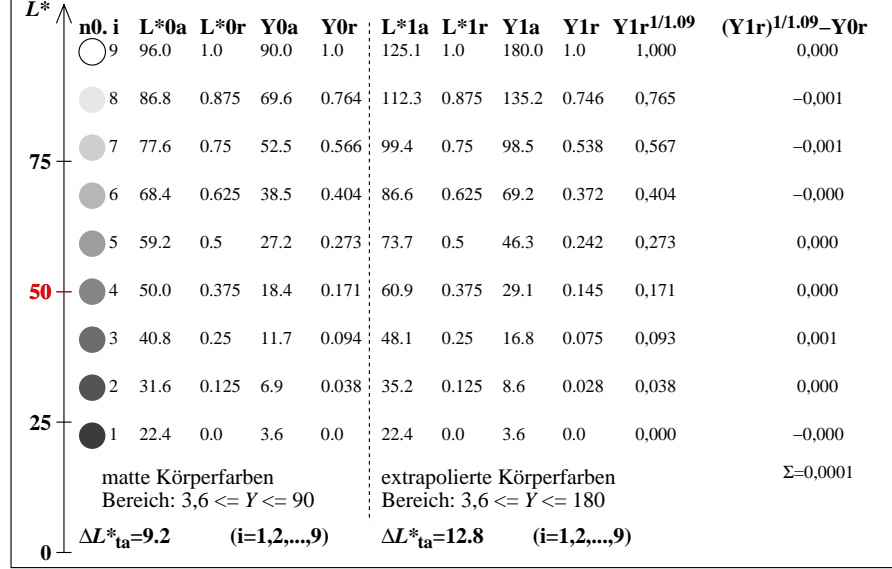 L*
n0. i L*0a L*0r Y0a Y0r L*1a L*1r Y1a Y1r Y1r^1/1.09 (Y1r)^1/1.09–Y0r
9 96.0 1.0 90.0 1.0 125.1 1.0 180.0 1.0 1,000 0,000
8 86.8 0.875 69.6 0.764 112.3 0.875 135.2 0.746 0,765 –0,001
7 77.6 0.75 52.5 0.566 99.4 0.75 98.5 0.538 0,567 –0,001
75
6 68.4 0.625 38.5 0.404 86.6 0.625 69.2 0.372 0,404 –0,000
5 59.2 0.5 27.2 0.273 73.7 0.5 46.3 0.242 0,273 0,000
50 4 50.0 0.375 18.4 0.171 60.9 0.375 29.1 0.145 0,171 0,000
3 40.8 0.25 11.7 0.094 48.1 0.25 16.8 0.075 0,093 0,001
2 31.6 0.125 6.9 0.038 35.2 0.125 8.6 0.028 0,038 0,000
25
1 22.4 0.0 3.6 0.0 22.4 0.0 3.6 0.0 0,000 –0,000
matte Körperfarben extrapolierte Körperfarben Σ=0,0001
Bereich: 3,6 <= Y <= 90 Bereich: 3,6 <= Y <= 180
ΔL*ta=9.2 (i=1,2,...,9) ΔL*ta=12.8 (i=1,2,...,9)
0